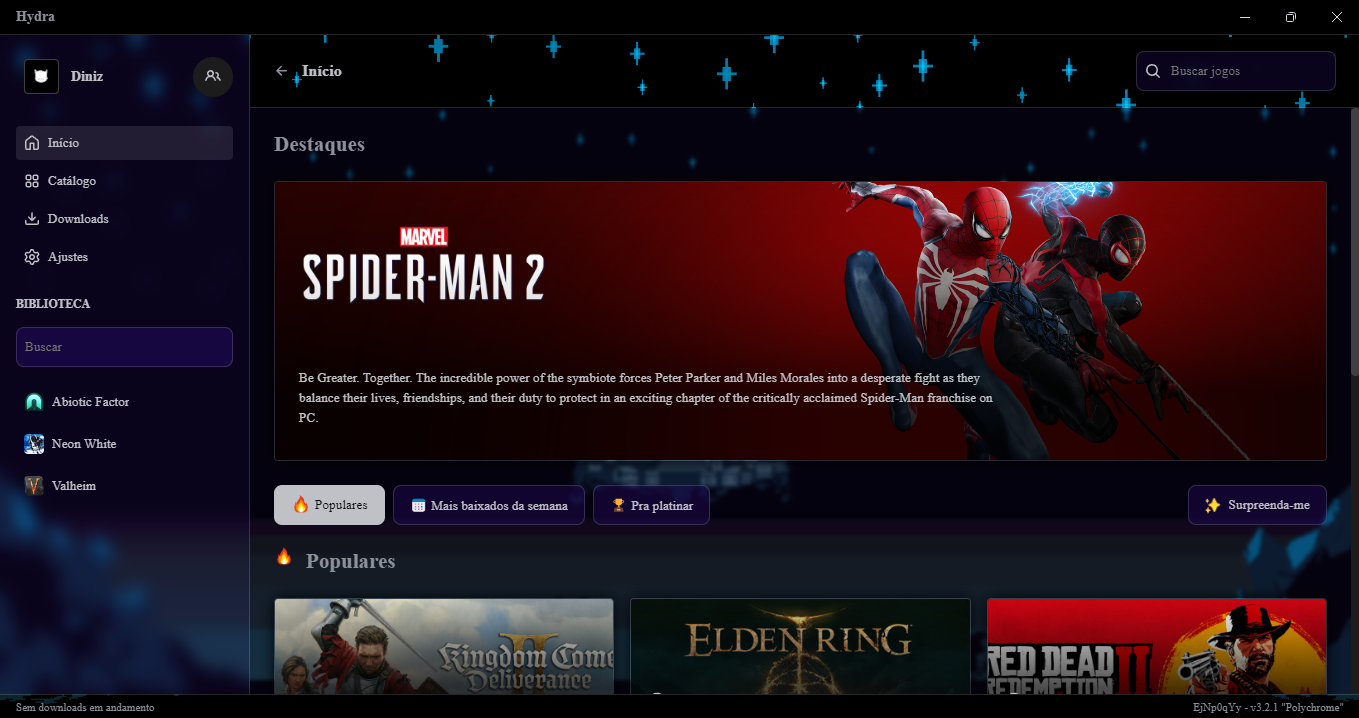 Hydra
Diniz
Início
Catálogo
Downloads
Ajustes
BIBLIOTECA
Buscar
Abiotic Factor
Neon White
Valheim
Início
Buscar jogos
Destaques
MARVEL
SPIDER-MAN 2
Be Greater. Together. The incredible power of the symbiote forces Peter Parker and Miles Morales into a desperate fight as they
balance their lives, friendships, and their duty to protect in an exciting chapter of the critically acclaimed Spider-Man franchise on
PC.
Populares
Mais baixados da semana
Pra platinar
Surpreenda-me
Populares
Kingdom Come
Deliverance
II
ELDEN RING
RED DEAD
REDEMPTION
II
Sem downloads em andamento
EjNp0qYy - v3.2.1 "Polychrome"